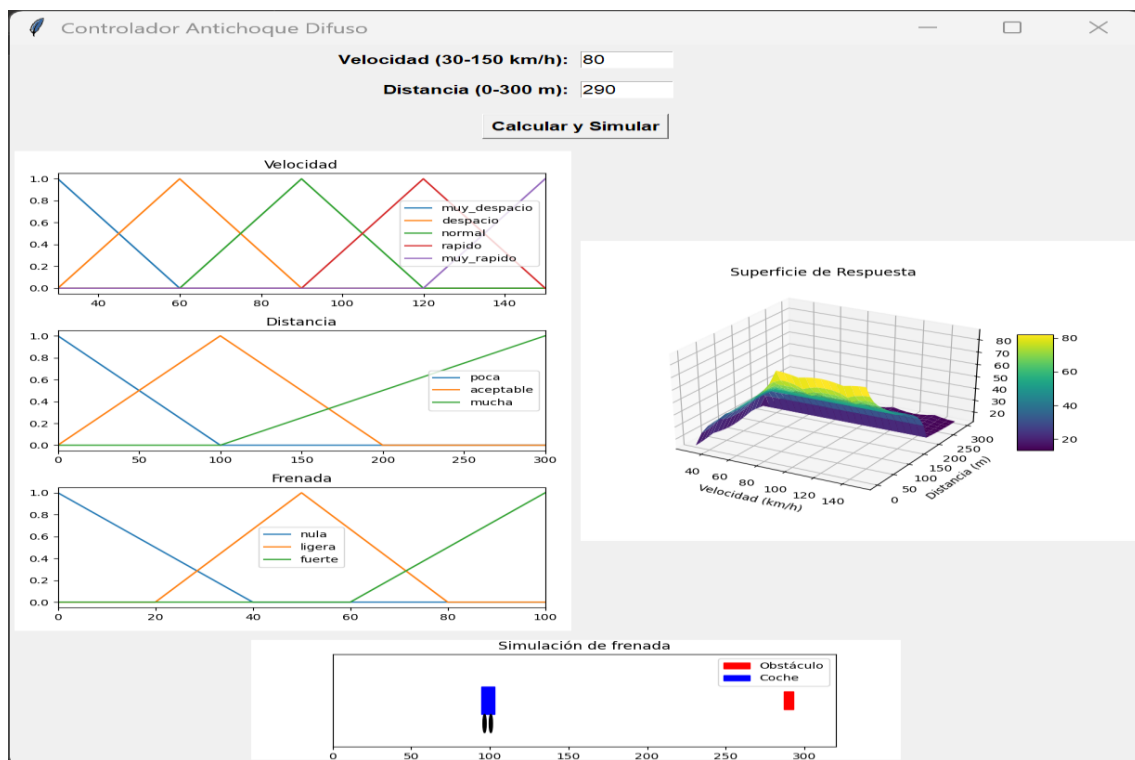 Controlador Antichoque Difuso
Velocidad (30-150 km/h): 80
Distancia (0-300 m): 290
Calcular y Simular
Velocidad
1.0
0.8
0.6
0.4
0.2
0.0
muy_despacio
despacio
normal
rapido
muy_rapido
40 60 80 100 120 140
Distancia
1.0
0.8
0.6
0.4
0.2
0.0
poca
aceptable
mucha
0 50 100 150 200 250 300
Frenada
1.0
0.8
0.6
0.4
0.2
0.0
nula
ligera
fuerte
0 20 40 60 80 100
Superficie de Respuesta
80
70
60
50
40
30
20
40 60 80 100 120 140
Velocidad (km/h)
0 50 100 150 200 250 300
Distancia (m)
80
60
40
20
Simulación de frenada
Obstáculo
Coche
0 50 100 150 200 250 300